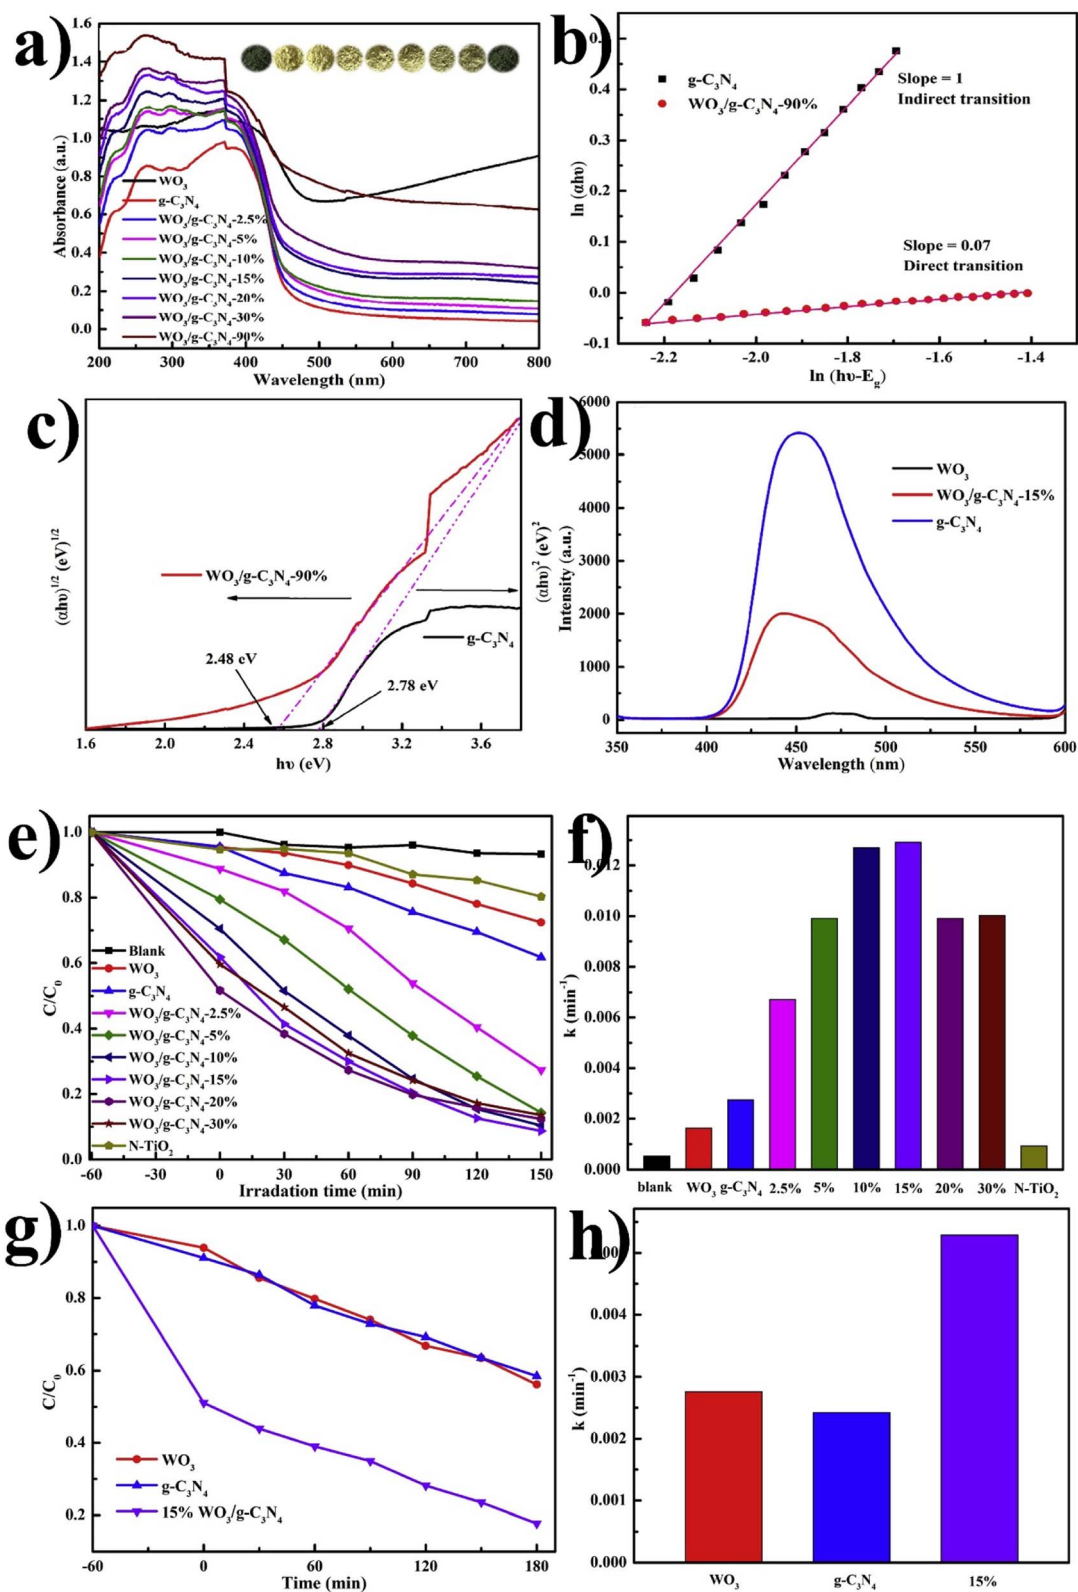 a)
1.6
1.4
1.2
1.0
0.8
0.6
0.4
0.2
0.0
Absorbance (a.u.)
WO₃
g-C₃N₄
WO₃/g-C₃N₄-2.5%
WO₃/g-C₃N₄-5%
WO₃/g-C₃N₄-10%
WO₃/g-C₃N₄-15%
WO₃/g-C₃N₄-20%
WO₃/g-C₃N₄-30%
WO₃/g-C₃N₄-90%
200 300 400 500 600 700 800
Wavelength (nm)
b)
0.4
0.3
0.2
0.1
0.0
-0.1
ln (αhυ)
g-C₃N₄
WO₃/g-C₃N₄-90%
Slope = 1
Indirect transition
Slope = 0.07
Direct transition
-2.2 -2.0 -1.8 -1.6 -1.4
ln (hυ-Eg)
c)
(αhυ)¹ᐟ² (eV)¹ᐟ²
WO₃/g-C₃N₄-90%
g-C₃N₄
2.48 eV
2.78 eV
(αhυ)² (eV)²
1.6 2.0 2.4 2.8 3.2 3.6
hυ (eV)
d)
6000
5000
4000
3000
2000
1000
0
Intensity (a.u.)
WO₃
WO₃/g-C₃N₄-15%
g-C₃N₄
350 400 450 500 550 600
Wavelength (nm)
e)
1.0
0.8
0.6
0.4
0.2
0.0
C/C₀
Blank
WO₃
g-C₃N₄
WO₃/g-C₃N₄-2.5%
WO₃/g-C₃N₄-5%
WO₃/g-C₃N₄-10%
WO₃/g-C₃N₄-15%
WO₃/g-C₃N₄-20%
WO₃/g-C₃N₄-30%
N-TiO₂
-60 -30 0 30 60 90 120 150
Irradation time (min)
f)
0.012
0.010
0.008
0.006
0.004
0.002
0.000
k (min⁻¹)
blank WO₃ g-C₃N₄ 2.5% 5% 10% 15% 20% 30% N-TiO₂
g)
1.0
0.8
0.6
0.4
0.2
C/C₀
WO₃
g-C₃N₄
15% WO₃/g-C₃N₄
-60 0 60 120 180
Time (min)
h)
0.004
0.003
0.002
0.001
0.000
k (min⁻¹)
WO₃ g-C₃N₄ 15%